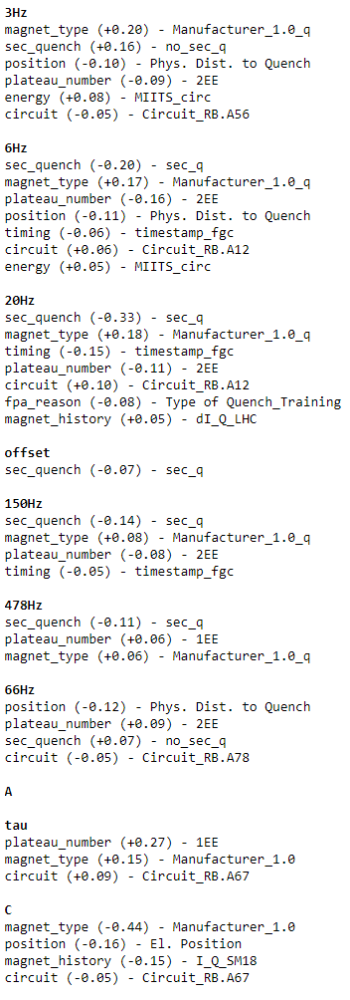 3Hz
magnet_type (+0.20) - Manufacturer_1.0_q
sec_quench (+0.16) - no_sec_q
position (-0.10) - Phys. Dist. to Quench
plateau_number (-0.09) - 2EE
energy (+0.08) - MIITS_circ
circuit (-0.05) - Circuit_RB.A56
6Hz
sec_quench (-0.20) - sec_q
magnet_type (+0.17) - Manufacturer_1.0_q
plateau_number (-0.16) - 2EE
position (-0.11) - Phys. Dist. to Quench
timing (-0.06) - timestamp_fgc
circuit (+0.06) - Circuit_RB.A12
energy (+0.05) - MIITS_circ
20Hz
sec_quench (-0.33) - sec_q
magnet_type (+0.18) - Manufacturer_1.0_q
timing (-0.15) - timestamp_fgc
plateau_number (-0.11) - 2EE
circuit (+0.10) - Circuit_RB.A12
fpa_reason (-0.08) - Type of Quench_Training
magnet_history (+0.05) - dI_Q_LHC
offset
sec_quench (-0.07) - sec_q
150Hz
sec_quench (-0.14) - sec_q
magnet_type (+0.08) - Manufacturer_1.0_q
plateau_number (-0.08) - 2EE
timing (-0.05) - timestamp_fgc
478Hz
sec_quench (-0.11) - sec_q
plateau_number (+0.06) - 1EE
magnet_type (+0.06) - Manufacturer_1.0_q
66Hz
position (-0.12) - Phys. Dist. to Quench
plateau_number (+0.09) - 2EE
sec_quench (+0.07) - no_sec_q
circuit (-0.05) - Circuit_RB.A78
A
tau
plateau_number (+0.27) - 1EE
magnet_type (+0.15) - Manufacturer_1.0
circuit (+0.09) - Circuit_RB.A67
C
magnet_type (-0.44) - Manufacturer_1.0
position (-0.16) - El. Position
magnet_history (-0.15) - I_Q_SM18
circuit (-0.05) - Circuit_RB.A67